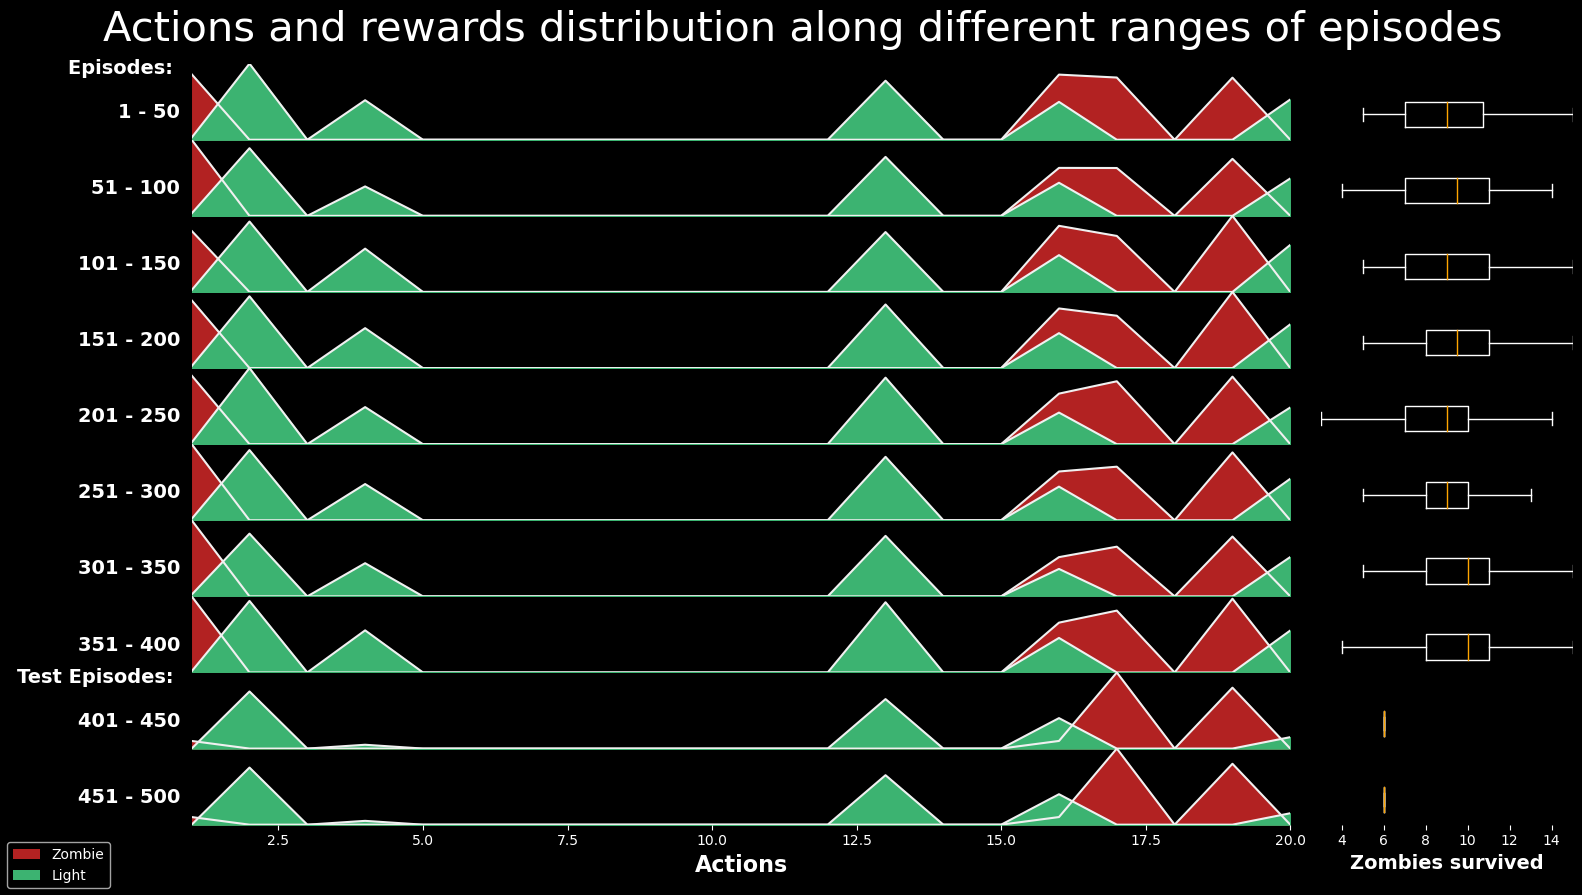 Actions and rewards distribution along different ranges of episodes
Episodes:
1 - 50
51 - 100
101 - 150
151 - 200
201 - 250
251 - 300
301 - 350
351 - 400
Test Episodes:
401 - 450
451 - 500
2.5 5.0 7.5 10.0 12.5 15.0 17.5 20.0
4 6 8 10 12 14
Actions
Zombies survived
Zombie
Light